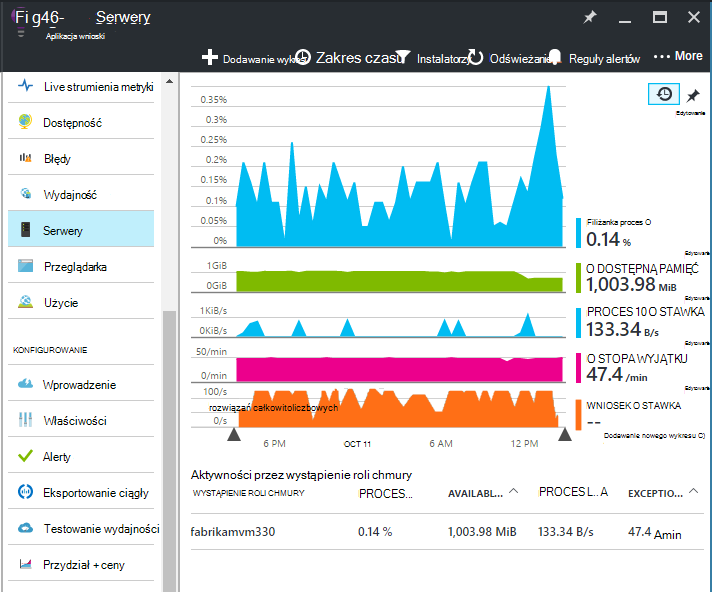 Fig46-
Serwery
Aplikacja wnioski
Dodawanie wykre
Zakres czasu
Instalatorzy
Odświeżanie
Reguły alertów
More
Live strumienia metryki
Dostępność
Błędy
Wydajność
Serwery
Przeglądarka
Użycie
KONFIGUROWANIE
Wprowadzenie
Właściwości
Alerty
Eksportowanie ciągły
Testowanie wydajności
Przydział + ceny
Edytowanie
0.35%
0.3%
0.25%
0.2%
0.15%
0.1%
0.05%
0%
Filiżanka proces O
0.14 %
Edytowanie
1GiB
0GiB
O DOSTĘPNĄ PAMIĘĆ
1,003.98 MiB
Edytowanie
1KiB/s
0KiB/s
PROCES 10 O STAWKA
133.34 B/s
Edytowanie
50/min
0/min
O STOPA WYJĄTKU
47.4 /min
Edytowanie
100/s
rozwiązań całkowitoliczbowych
0/s
WNIOSEK O STAWKA
--
Dodawanie nowego wykresu C)
6 PM
OCT 11
6 AM
12 PM
Aktywności przez wystąpienie roli chmury
WYSTĄPIENIE ROLI CHMURY PROCES... AVAILABL... PROCES L..A EXCEPTIO...
fabrikamvm330 0.14 % 1,003.98 MiB 133.34 B/s 47.4 Amin